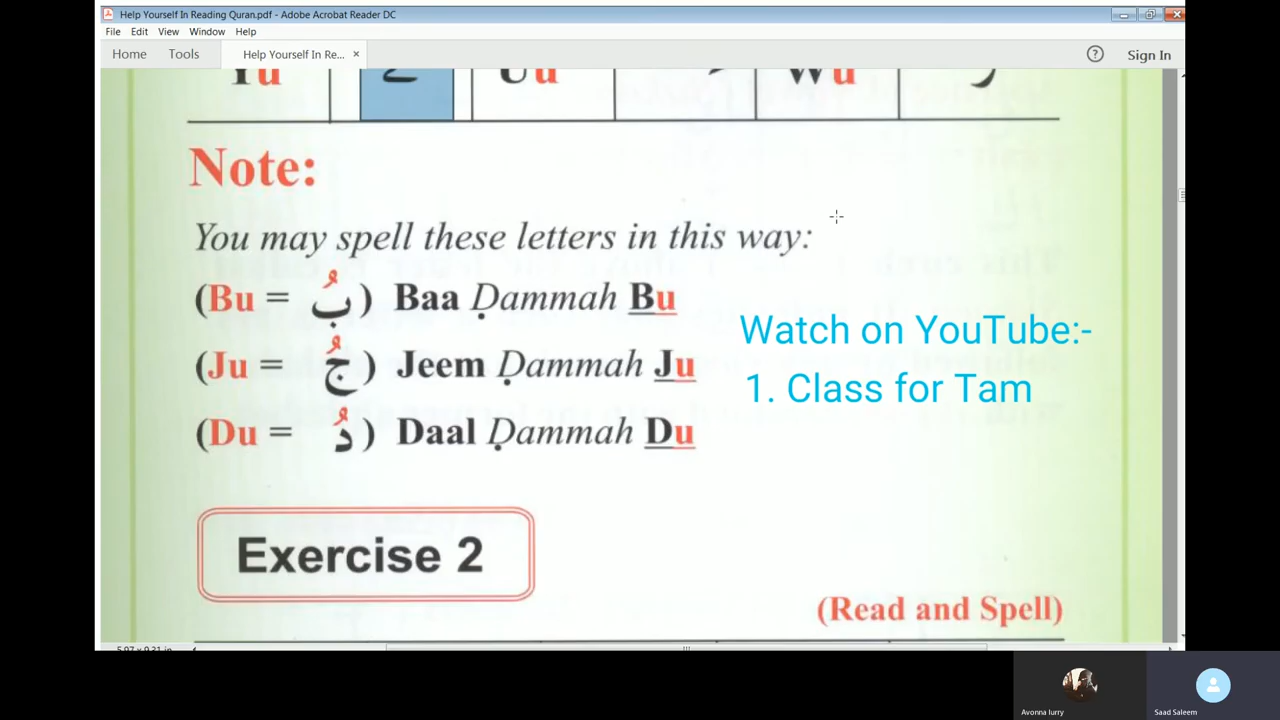 Help Yourself In Reading Quran.pdf - Adobe Acrobat Reader DC
File Edit View Window Help
Home Tools Help Yourself In Re... × ? Sign In
Yu Uu Wu
Note:
You may spell these letters in this way:
(Bu = بُ ) Baa Ḍammah Bu
(Ju = جُ ) Jeem Ḍammah Ju
(Du = دُ ) Daal Ḍammah Du
Watch on YouTube:-
1. Class for Tam
Exercise 2
(Read and Spell)
Avonna lurry
Saad Saleem